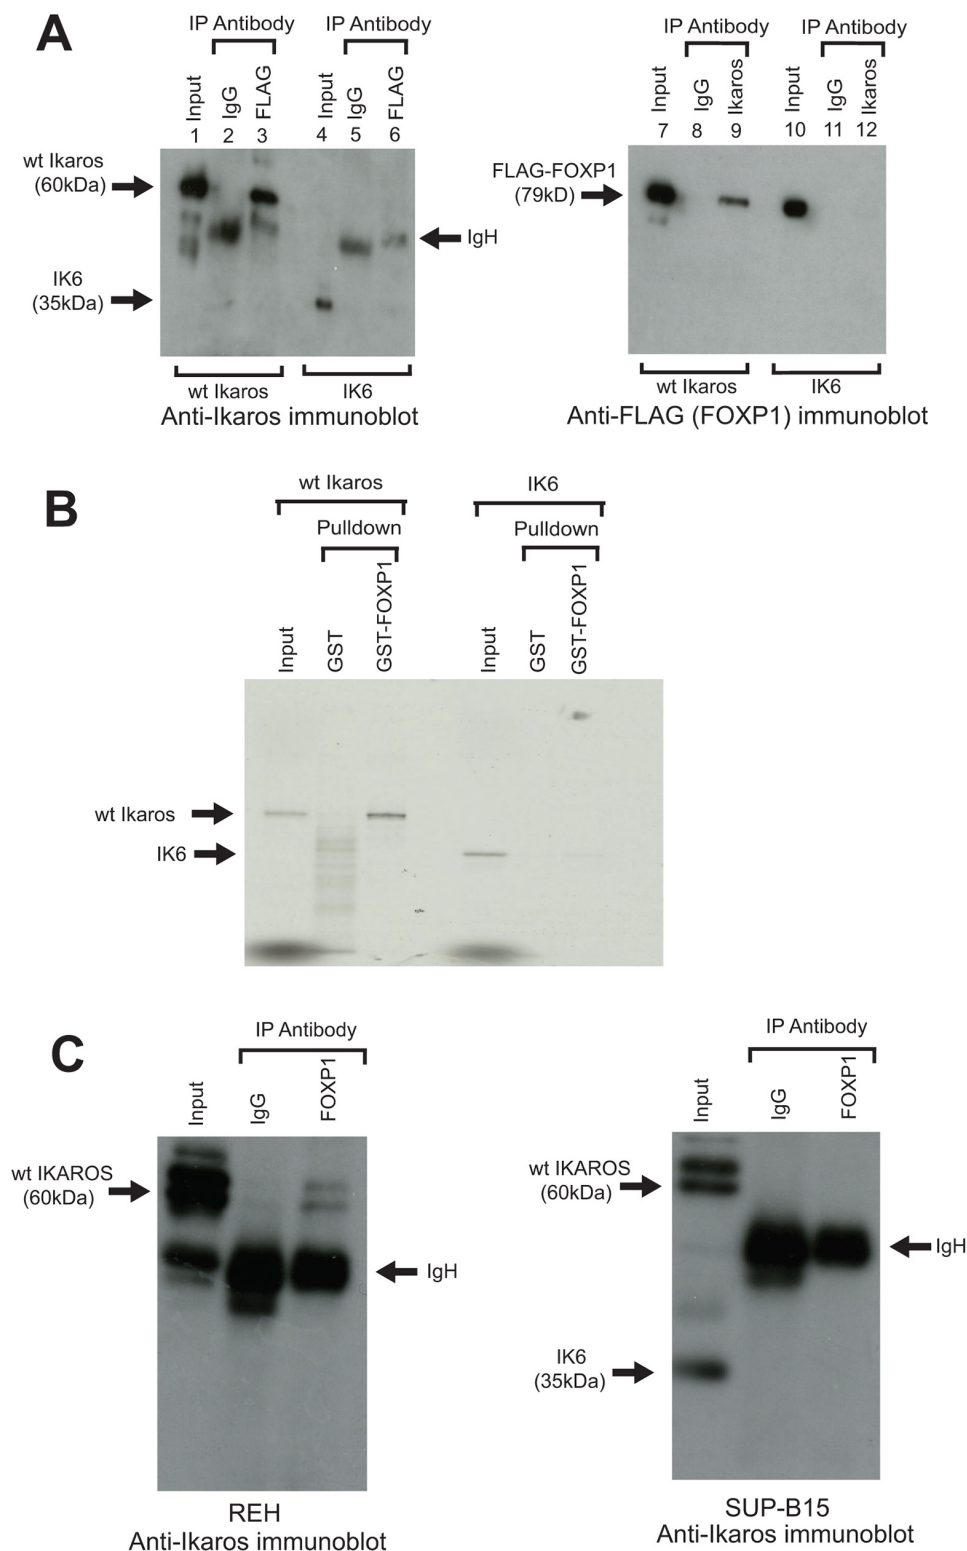 A
IP Antibody
IP Antibody
Input
IgG
FLAG
Input
IgG
FLAG
1 2 3 4 5 6
wt Ikaros
(60kDa)
IgH
IK6
(35kDa)
wt Ikaros
IK6
Anti-Ikaros immunoblot
IP Antibody
IP Antibody
Input
IgG
Ikaros
Input
IgG
Ikaros
7 8 9 10 11 12
FLAG-FOXP1
(79kD)
wt Ikaros
IK6
Anti-FLAG (FOXP1) immunoblot
B
wt Ikaros
IK6
Pulldown
Pulldown
Input
GST
GST-FOXP1
Input
GST
GST-FOXP1
wt Ikaros
IK6
C
IP Antibody
Input
IgG
FOXP1
wt IKAROS
(60kDa)
IgH
REH
Anti-Ikaros immunoblot
IP Antibody
Input
IgG
FOXP1
wt IKAROS
(60kDa)
IgH
IK6
(35kDa)
SUP-B15
Anti-Ikaros immunoblot